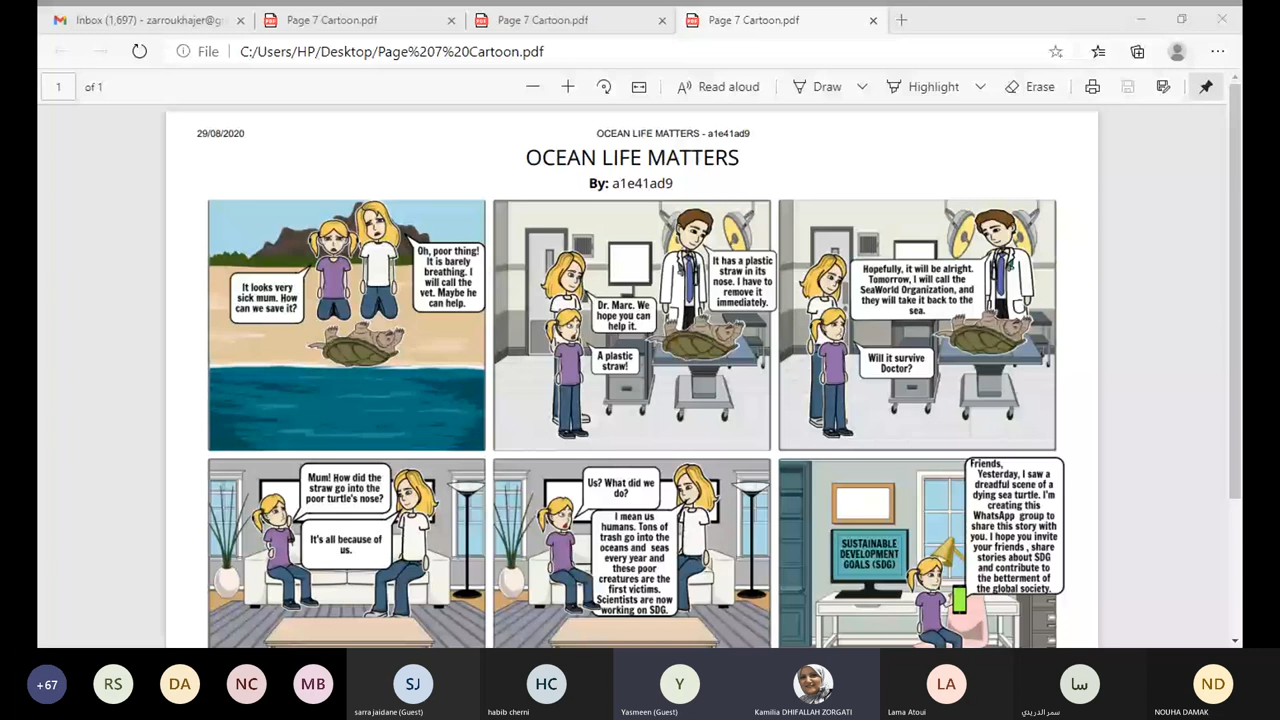 Inbox (1,697) - zarroukhajer@g
Page 7 Cartoon.pdf
Page 7 Cartoon.pdf
Page 7 Cartoon.pdf
File
C:/Users/HP/Desktop/Page%207%20Cartoon.pdf
1
of 1
Read aloud
Draw
Highlight
Erase
29/08/2020
OCEAN LIFE MATTERS - a1e41ad9
OCEAN LIFE MATTERS
By: a1e41ad9
It looks very
sick mum. How
can we save it?
Oh, poor thing!
It is barely
breathing. I
will call the
vet. Maybe he
can help.
Dr. Marc. We
hope you can
help it.
It has a plastic
straw in its
nose. I have to
remove it
immediately.
A plastic
straw!
Hopefully, it will be alright.
Tomorrow, I will call the
SeaWorld Organization, and
they will take it back to the
sea.
Will it survive
Doctor?
Mum! How did the
straw go into the
poor turtle's nose?
It's all because of
us.
Us? What did we
do?
I mean us
humans. Tons of
trash go into the
oceans and seas
every year and
these poor
creatures are the
first victims.
Scientists are now
working on SDG.
SUSTAINABLE
DEVELOPMENT
GOALS (SDG)
Friends,
Yesterday, I saw a
dreadful scene of a
dying sea turtle. I'm
creating this
WhatsApp group to
share this story with
you. I hope you invite
your friends , share
stories about SDG
and contribute to
the betterment of
the global society.
+67
RS
DA
NC
MB
SJ
sarra jaidane (Guest)
HC
habib cherni
Y
Yasmeen (Guest)
Kamilia DHIFALLAH ZORGATI
LA
Lama Atoui
سا
سمر الدريدي
ND
NOUHA DAMAK